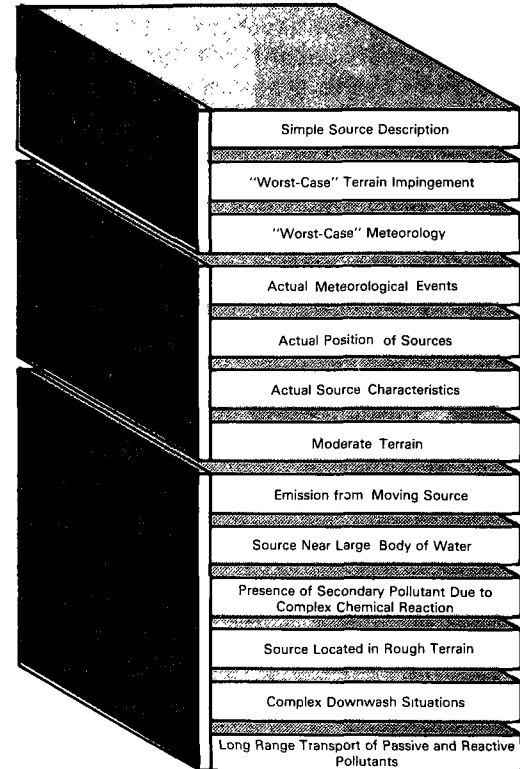 Simple Source Description
"Worst-Case" Terrain Impingement
"Worst-Case" Meteorology
Actual Meteorological Events
Actual Position of Sources
Actual Source Characteristics
Moderate Terrain
Emission from Moving Source
Source Near Large Body of Water
Presence of Secondary Pollutant Due to
Complex Chemical Reaction
Source Located in Rough Terrain
Complex Downwash Situations
Long Range Transport of Passive and Reactive
Pollutants